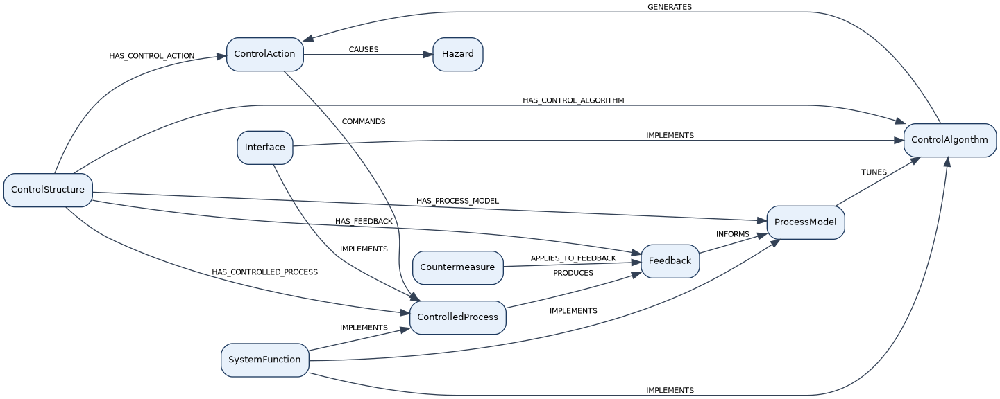 GENERATES
ControlAction
CAUSES
Hazard
HAS_CONTROL_ACTION
HAS_CONTROL_ALGORITHM
COMMANDS
IMPLEMENTS
ControlAlgorithm
Interface
TUNES
ControlStructure
HAS_PROCESS_MODEL
ProcessModel
HAS_FEEDBACK
INFORMS
IMPLEMENTS
APPLIES_TO_FEEDBACK
Feedback
Countermeasure
HAS_CONTROLLED_PROCESS
PRODUCES
IMPLEMENTS
ControlledProcess
IMPLEMENTS
SystemFunction
IMPLEMENTS